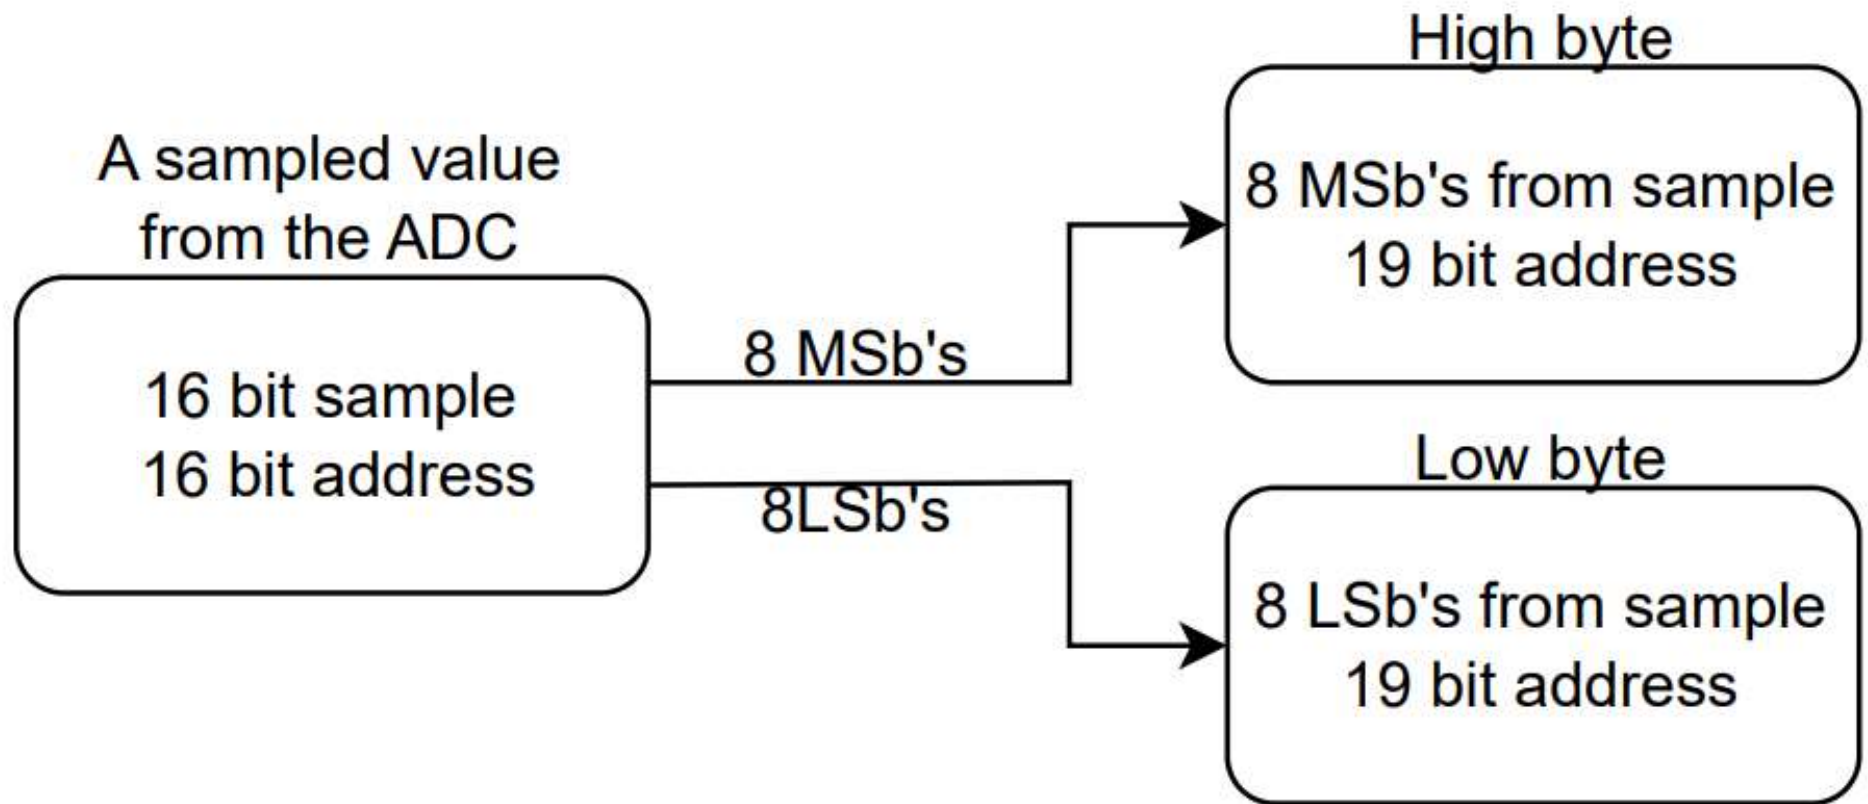 A sampled value
from the ADC
16 bit sample
16 bit address
8 MSb's
8LSb's
High byte
8 MSb's from sample
19 bit address
Low byte
8 LSb's from sample
19 bit address